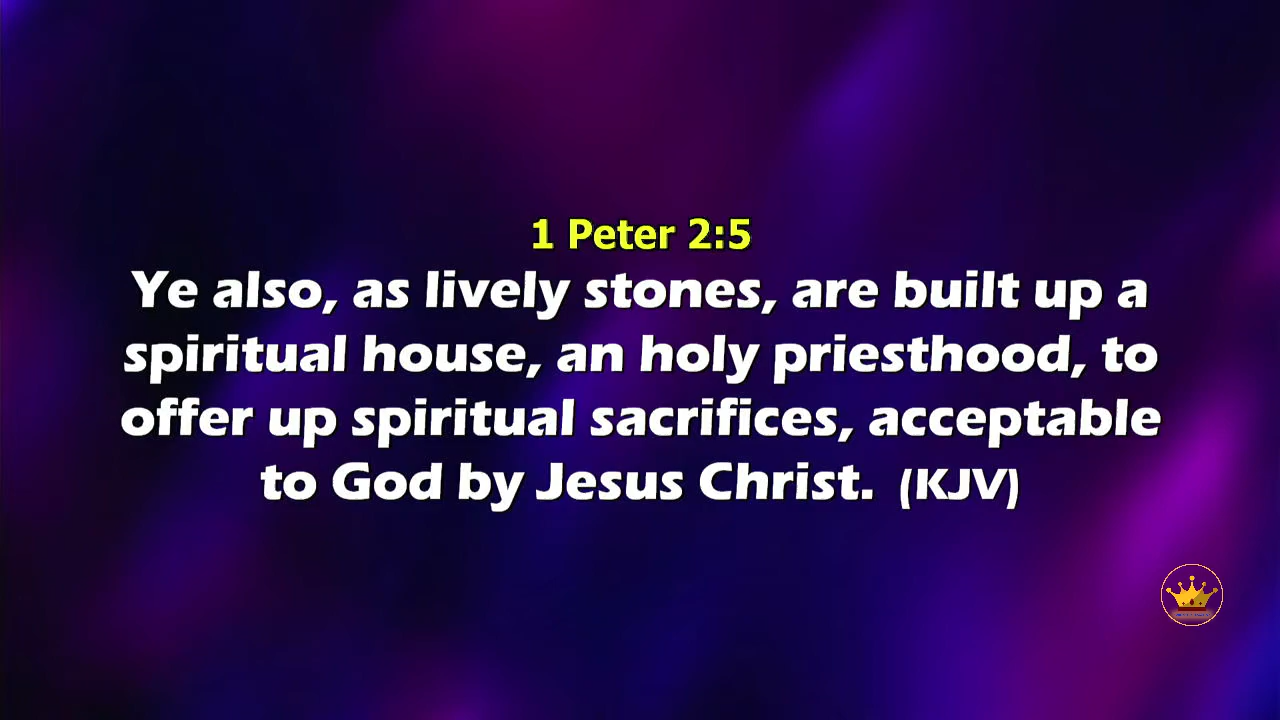 1 Peter 2:5
Ye also, as lively stones, are built up a
spiritual house, an holy priesthood, to
offer up spiritual sacrifices, acceptable
to God by Jesus Christ. (KJV)